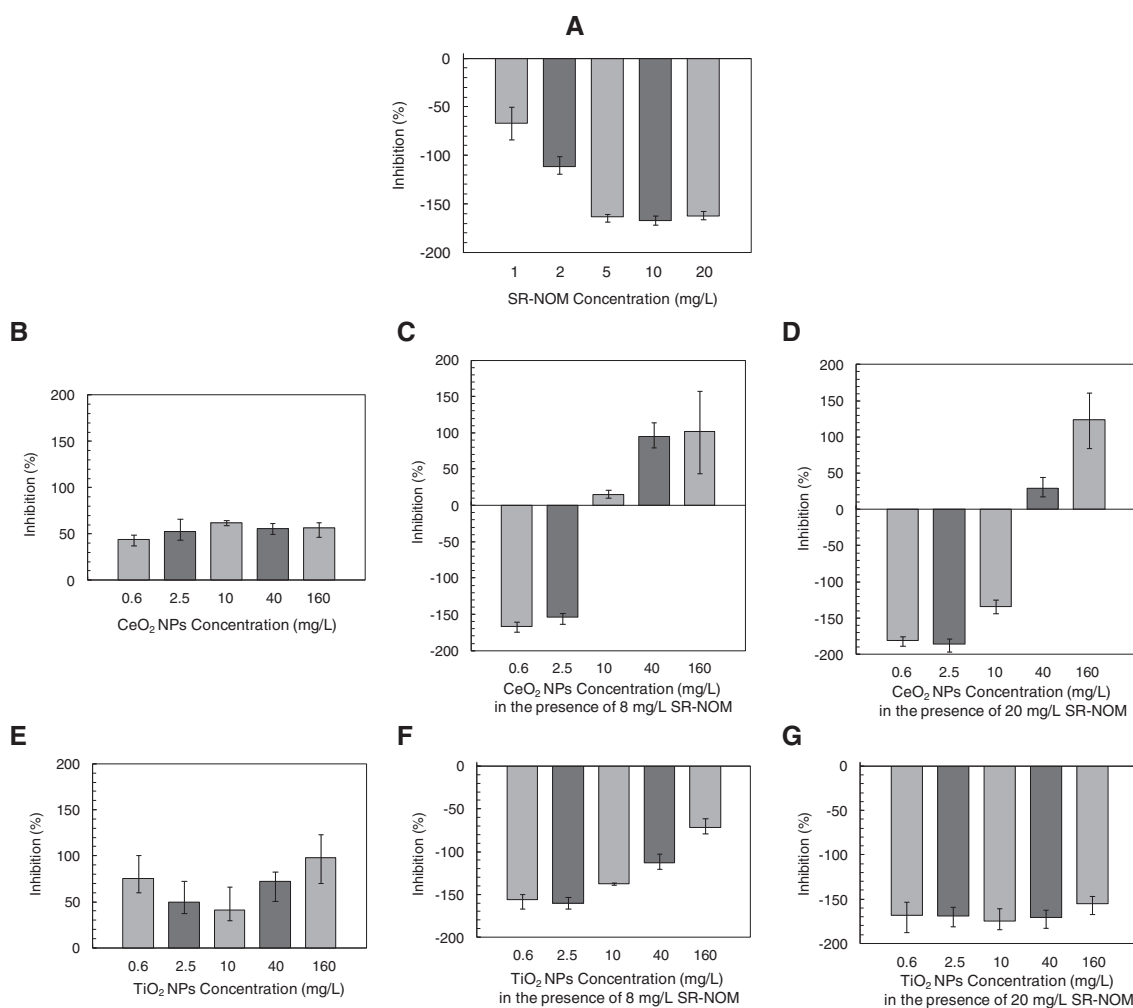 A
0
-50
-100
-150
-200
Inhibition (%)
1 2 5 10 20
SR-NOM Concentration (mg/L)
B
200
150
100
50
0
Inhibition (%)
0.6 2.5 10 40 160
CeO₂ NPs Concentration (mg/L)
C
200
150
100
50
0
-50
-100
-150
-200
Inhibition (%)
0.6 2.5 10 40 160
CeO₂ NPs Concentration (mg/L)
in the presence of 8 mg/L SR-NOM
D
200
150
100
50
0
-50
-100
-150
-200
Inhibition (%)
0.6 2.5 10 40 160
CeO₂ NPs Concentration (mg/L)
in the presence of 20 mg/L SR-NOM
E
200
150
100
50
0
Inhibition (%)
0.6 2.5 10 40 160
TiO₂ NPs Concentration (mg/L)
F
0
-50
-100
-150
-200
Inhibition (%)
0.6 2.5 10 40 160
TiO₂ NPs Concentration (mg/L)
in the presence of 8 mg/L SR-NOM
G
0
-50
-100
-150
-200
Inhibition (%)
0.6 2.5 10 40 160
TiO₂ NPs Concentration (mg/L)
in the presence of 20 mg/L SR-NOM